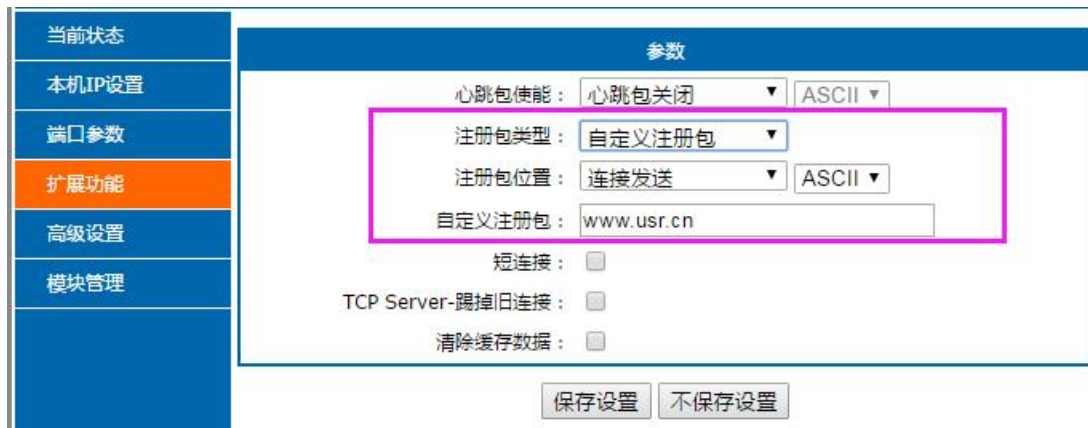 当前状态
本机IP设置
端口参数
扩展功能
高级设置
模块管理
参数
心跳包使能： 心跳包关闭 ASCII
注册包类型： 自定义注册包
注册包位置： 连接发送 ASCII
自定义注册包： www.usr.cn
短连接：
TCP Server-踢掉旧连接：
清除缓存数据：
保存设置 不保存设置